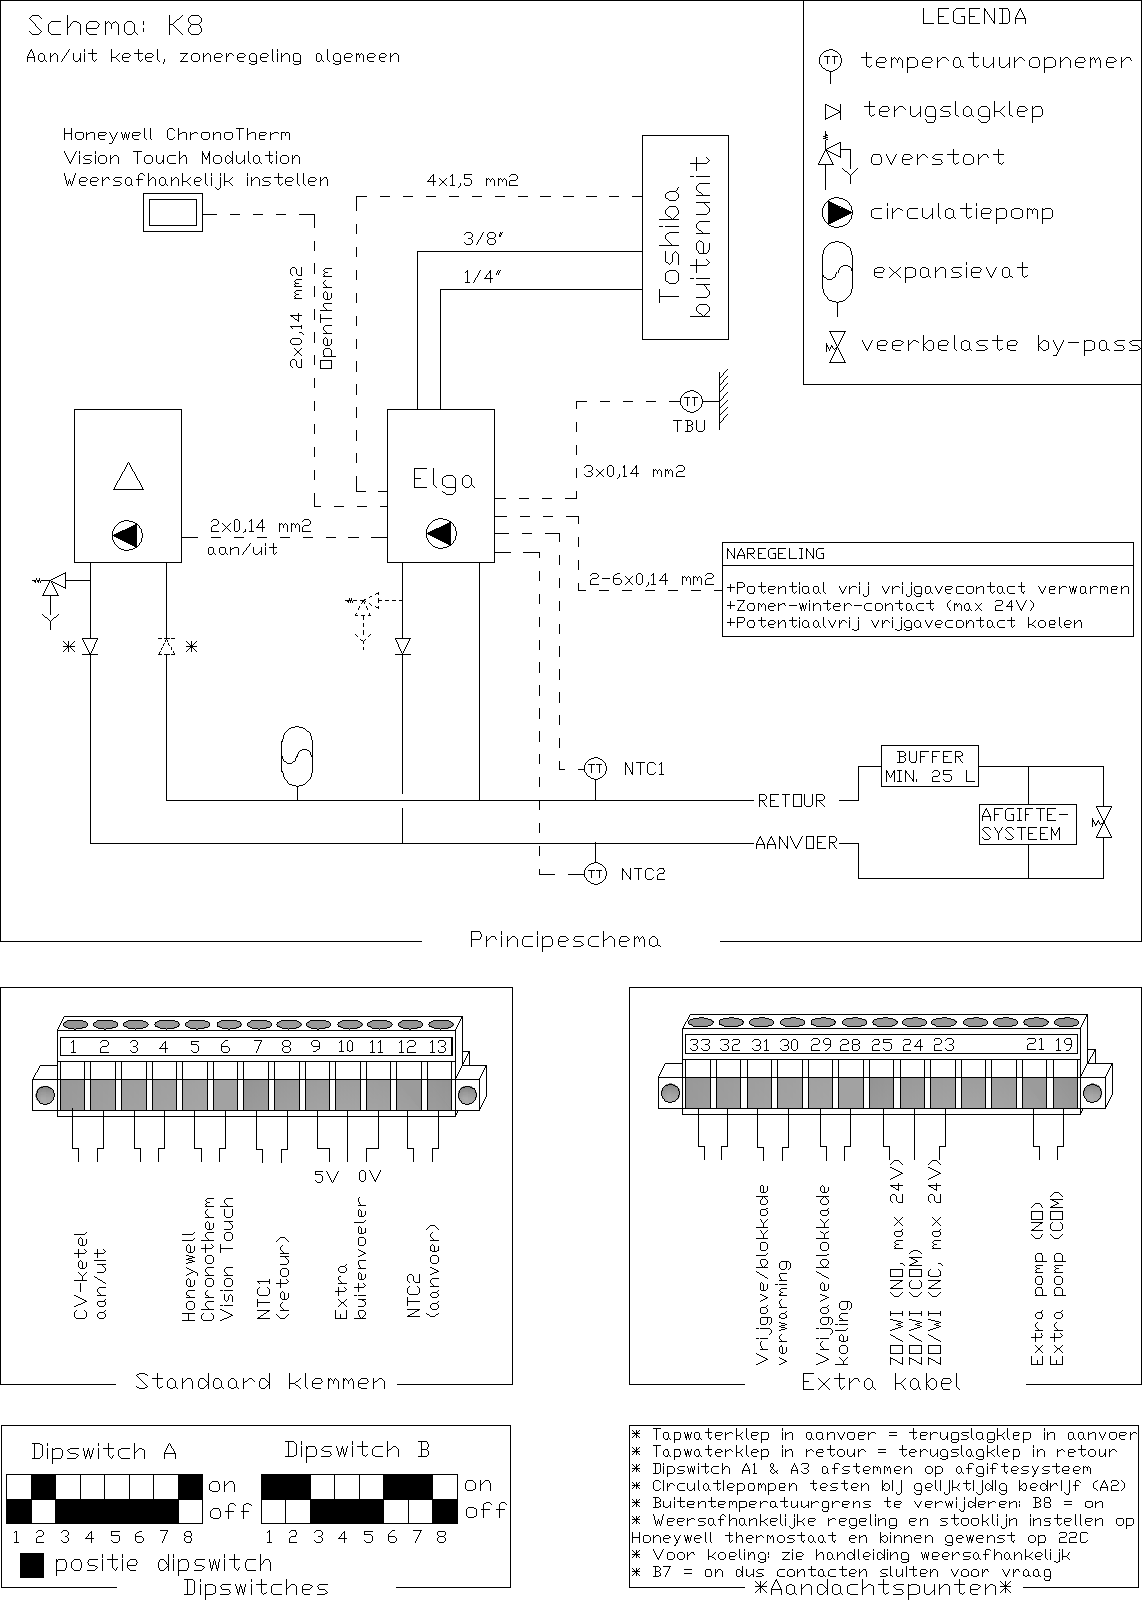 Schema: K8
Aan/uit ketel, zoneregeling algemeen
LEGENDA
TT temperatuuropnemer
terugslagklep
overstort
circulatiepomp
expansievat
veerbelaste by-pass
Honeywell ChronoTherm
Vision Touch Modulation
Weersafhankelijk instellen
4x1,5 mm2
3/8"
1/4"
Toshiba
buitenunit
2x0,14 mm2
OpenTherm
TT
TBU
3x0,14 mm2
Elga
2x0,14 mm2
aan/uit
2-6x0,14 mm2
NAREGELING
+Potentiaal vrij vrijgavecontact verwarmen
+Zomer-winter-contact (max 24V)
+Potentiaalvrij vrijgavecontact koelen
*
*
TT NTC1
BUFFER
MIN. 25 L
RETOUR
AFGIFTE-
SYSTEEM
AANVOER
TT NTC2
Principeschema
1 2 3 4 5 6 7 8 9 10 11 12 13
5V 0V
CV-ketel
aan/uit
Honeywell
Chronotherm
Vision Touch
NTC1
(retour)
Extra
buitenvoeler
NTC2
(aanvoer)
Standaard klemmen
33 32 31 30 29 28 25 24 23 21 19
Vrijgave/blokkade
verwarming
Vrijgave/blokkade
koeling
ZO/WI (NO, max 24V)
ZO/WI (COM)
ZO/WI (NC, max 24V)
Extra pomp (NO)
Extra pomp (COM)
Extra kabel
Dipswitch A
on
off
1 2 3 4 5 6 7 8
Dipswitch B
on
off
1 2 3 4 5 6 7 8
positie dipswitch
Dipswitches
* Tapwaterklep in aanvoer = terugslagklep in aanvoer
* Tapwaterklep in retour = terugslagklep in retour
* Dipswitch A1 & A3 afstemmen op afgiftesysteem
* Circulatiepompen testen bij gelijktijdig bedrijf (A2)
* Buitentemperatuurgrens te verwijderen: B8 = on
* Weersafhankelijke regeling en stooklijn instellen op
Honeywell thermostaat en binnen gewenst op 22C
* Voor koeling: zie handleiding weersafhankelijk
* B7 = on dus contacten sluiten voor vraag
*Aandachtspunten*